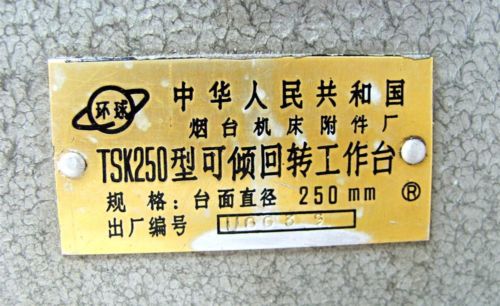 环球
中华人民共和国
烟台机床附件厂
TSK250型可倾回转工作台
规格:台面直径 250mm ®
出厂编号